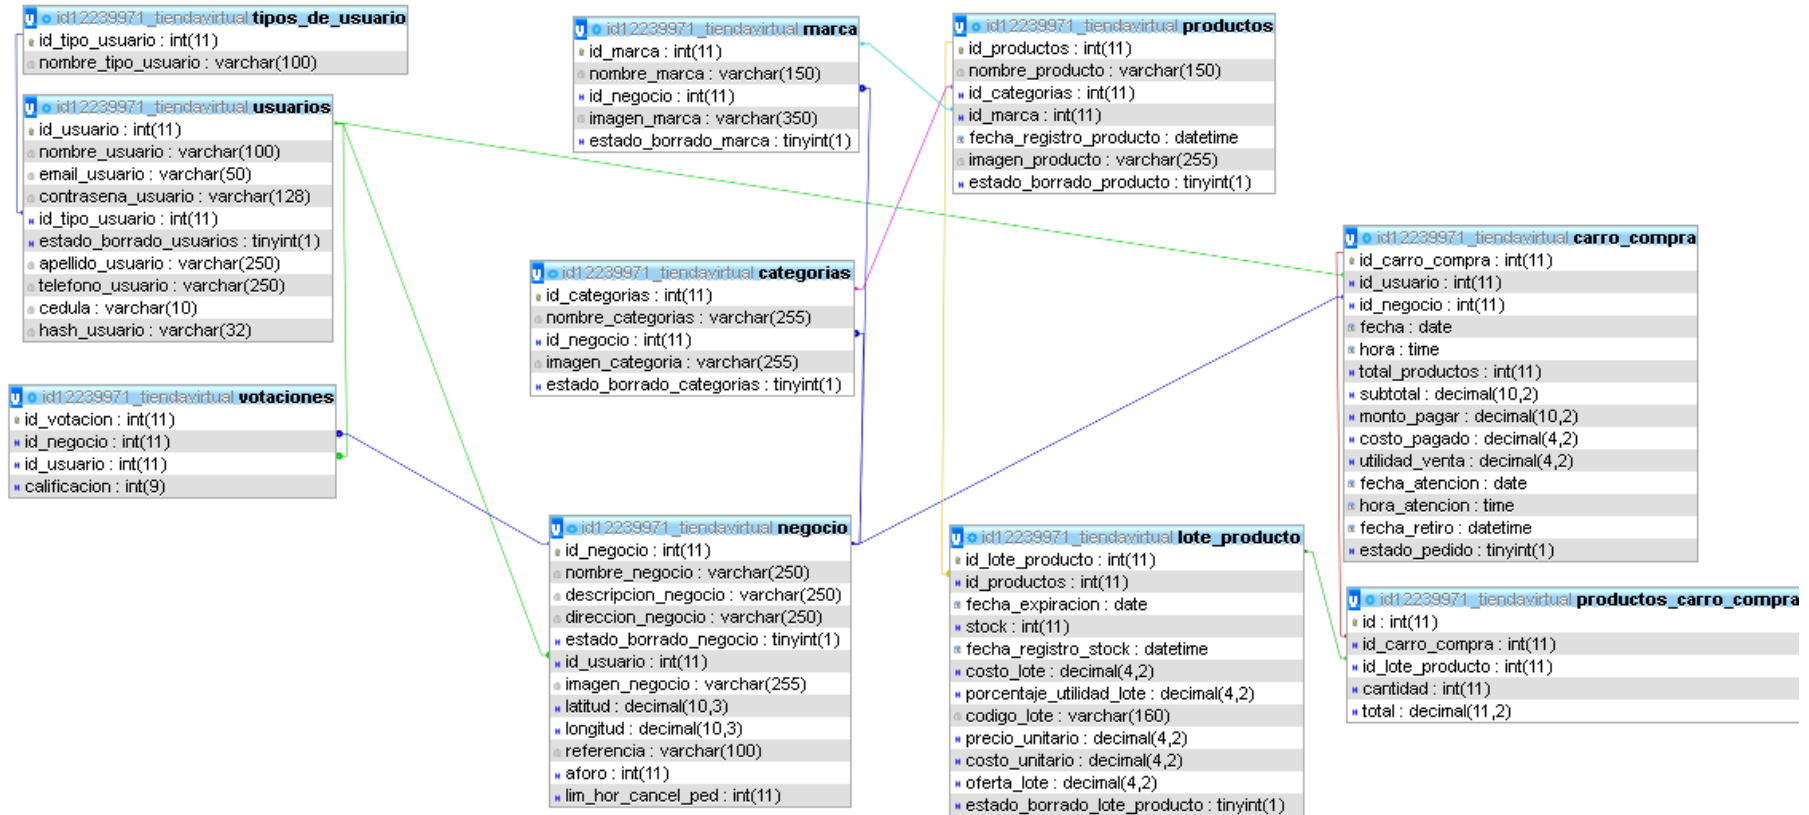 id12239971_tiendavirtual tipos_de_usuario
id_tipo_usuario : int(11)
nombre_tipo_usuario : varchar(100)
id12239971_tiendavirtual usuarios
id_usuario : int(11)
nombre_usuario : varchar(100)
email_usuario : varchar(50)
contrasena_usuario : varchar(128)
id_tipo_usuario : int(11)
estado_borrado_usuarios : tinyint(1)
apellido_usuario : varchar(250)
telefono_usuario : varchar(250)
cedula : varchar(10)
hash_usuario : varchar(32)
id12239971_tiendavirtual votaciones
id_votacion : int(11)
id_negocio : int(11)
id_usuario : int(11)
calificacion : int(9)
id12239971_tiendavirtual marca
id_marca : int(11)
nombre_marca : varchar(150)
id_negocio : int(11)
imagen_marca : varchar(350)
estado_borrado_marca : tinyint(1)
id12239971_tiendavirtual categorias
id_categorias : int(11)
nombre_categorias : varchar(255)
id_negocio : int(11)
imagen_categoria : varchar(255)
estado_borrado_categorias : tinyint(1)
id12239971_tiendavirtual negocio
id_negocio : int(11)
nombre_negocio : varchar(250)
descripcion_negocio : varchar(250)
direccion_negocio : varchar(250)
estado_borrado_negocio : tinyint(1)
id_usuario : int(11)
imagen_negocio : varchar(255)
latitud : decimal(10,3)
longitud : decimal(10,3)
referencia : varchar(100)
aforo : int(11)
lim_hor_cancel_ped : int(11)
id12239971_tiendavirtual productos
id_productos : int(11)
nombre_producto : varchar(150)
id_categorias : int(11)
id_marca : int(11)
fecha_registro_producto : datetime
imagen_producto : varchar(255)
estado_borrado_producto : tinyint(1)
id12239971_tiendavirtual lote_producto
id_lote_producto : int(11)
id_productos : int(11)
fecha_expiracion : date
stock : int(11)
fecha_registro_stock : datetime
costo_lote : decimal(4,2)
porcentaje_utilidad_lote : decimal(4,2)
codigo_lote : varchar(160)
precio_unitario : decimal(4,2)
costo_unitario : decimal(4,2)
oferta_lote : decimal(4,2)
estado_borrado_lote_producto : tinyint(1)
id12239971_tiendavirtual carro_compra
id_carro_compra : int(11)
id_usuario : int(11)
id_negocio : int(11)
fecha : date
hora : time
total_productos : int(11)
subtotal : decimal(10,2)
monto_pagar : decimal(10,2)
costo_pagado : decimal(4,2)
utilidad_venta : decimal(4,2)
fecha_atencion : date
hora_atencion : time
fecha_retiro : datetime
estado_pedido : tinyint(1)
id12239971_tiendavirtual productos_carro_compra
id : int(11)
id_carro_compra : int(11)
id_lote_producto : int(11)
cantidad : int(11)
total : decimal(11,2)